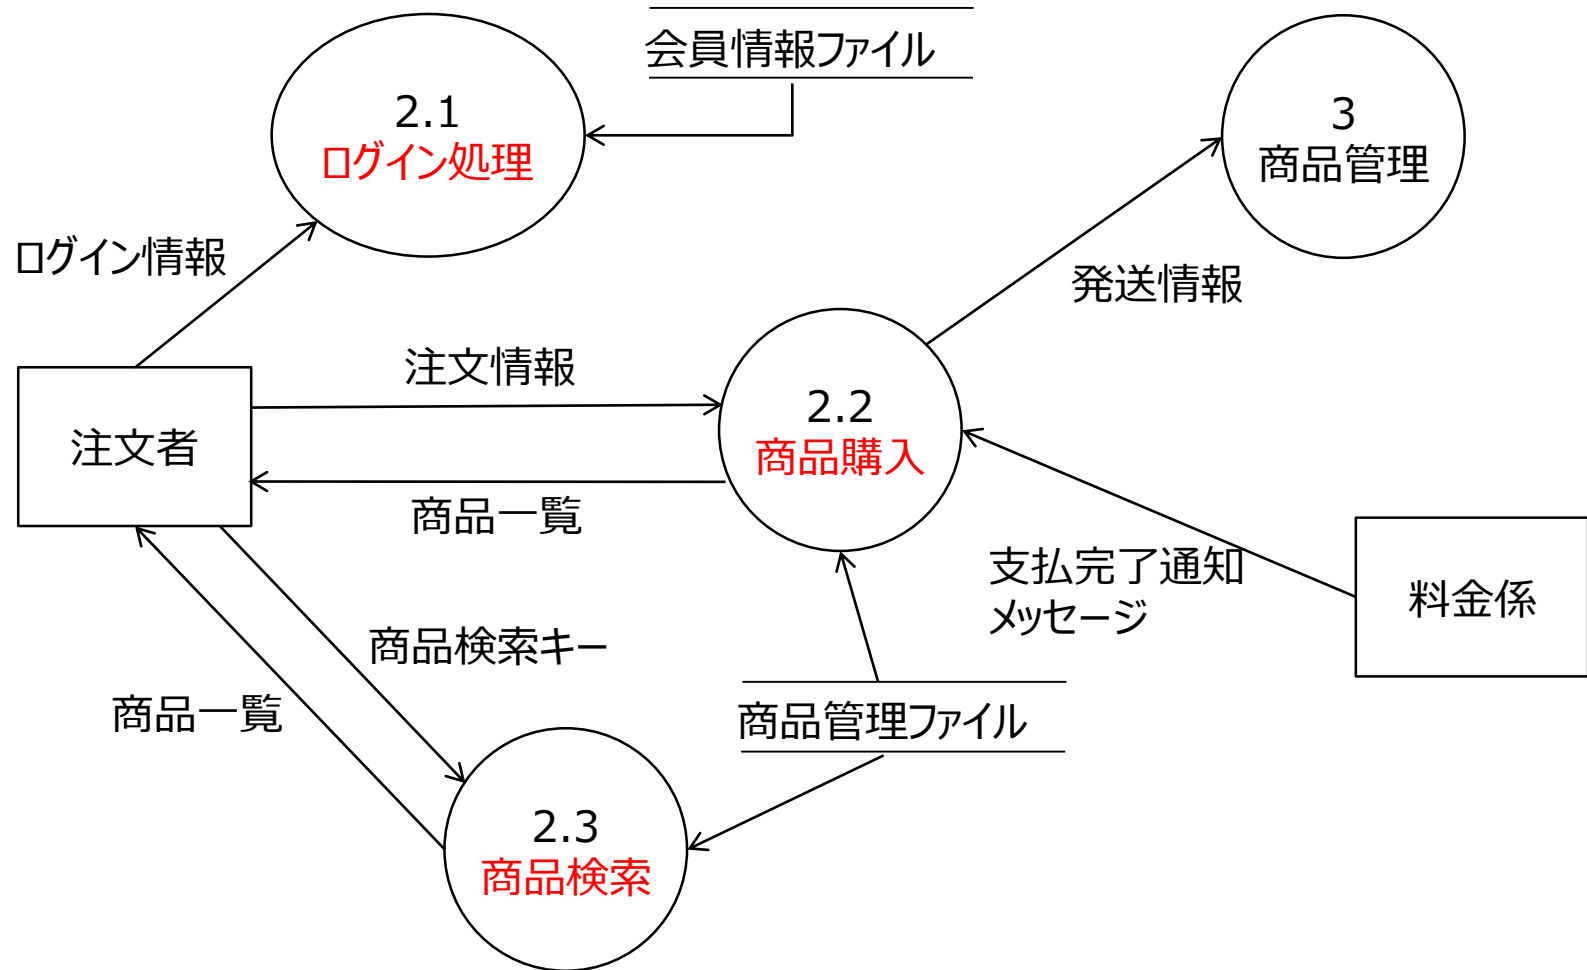 会員情報ファイル
2.1
ログイン処理
3
商品管理
ログイン情報
発送情報
注文情報
2.2
商品購入
注文者
商品一覧
支払完了通知
メッセージ
料金係
商品検索キー
商品一覧
商品管理ファイル
2.3
商品検索